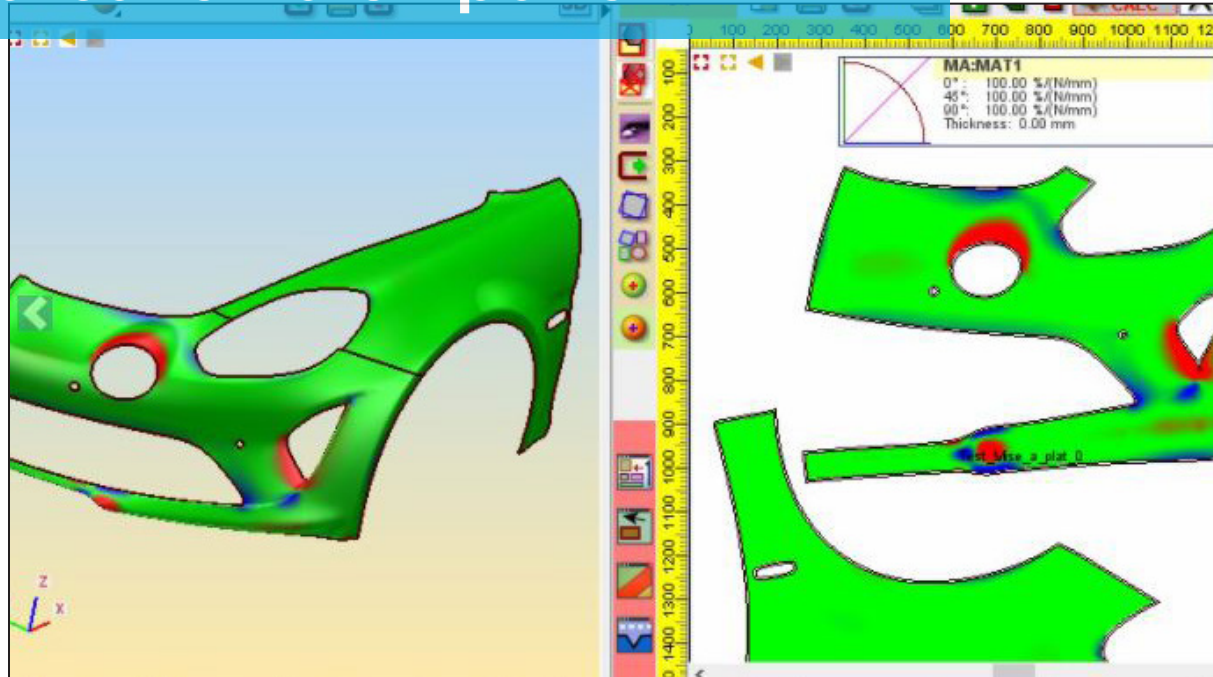 CALC
100 200 300 400 500 600 700 800 900 1000 1100
MA:MAT1
0°: 100.00 %/(N/mm)
45°: 100.00 %/(N/mm)
90°: 100.00 %/(N/mm)
Thickness: 0.00 mm
100
200
300
400
500
600
700
800
900
1000
1100
1200
1300
1400
Test_Mise_a_plat_0
Z
X